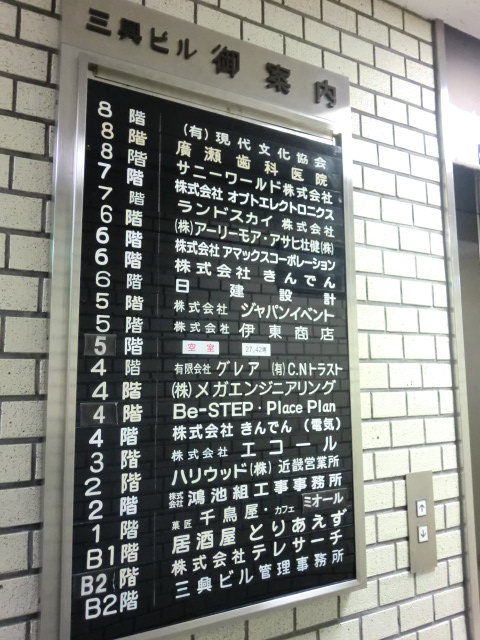 三興ビル 御案内
8階 (有)現代文化協会
8階 廣瀬歯科医院
8階 サニーワールド株式会社
7階 株式会社 オプトエレクトロニクス
7階 ランドスカイ 株式会社
6階 (株)アーリーモア・アサヒ壮健(株)
6階 株式会社 アマックスコーポレーション
6階 株式会社 きんでん
6階 日建設計
5階 株式会社 ジャパンイベント
5階 株式会社 伊東商店
5階 空室 27.42坪
4階 有限会社 グレア (有)C.Nトラスト
4階 (株)メガエンジニアリング
4階 Be-STEP・Place Plan
4階 株式会社 きんでん (電気)
3階 株式会社 エコール
2階 ハリウッド(株) 近畿営業所
2階 株式会社 鴻池組工事事務所
1階 菓匠 千鳥屋・カフェ ミオール
B1階 居酒屋 とりあえず
B2階 株式会社 テレサーチ
B2階 三興ビル管理事務所